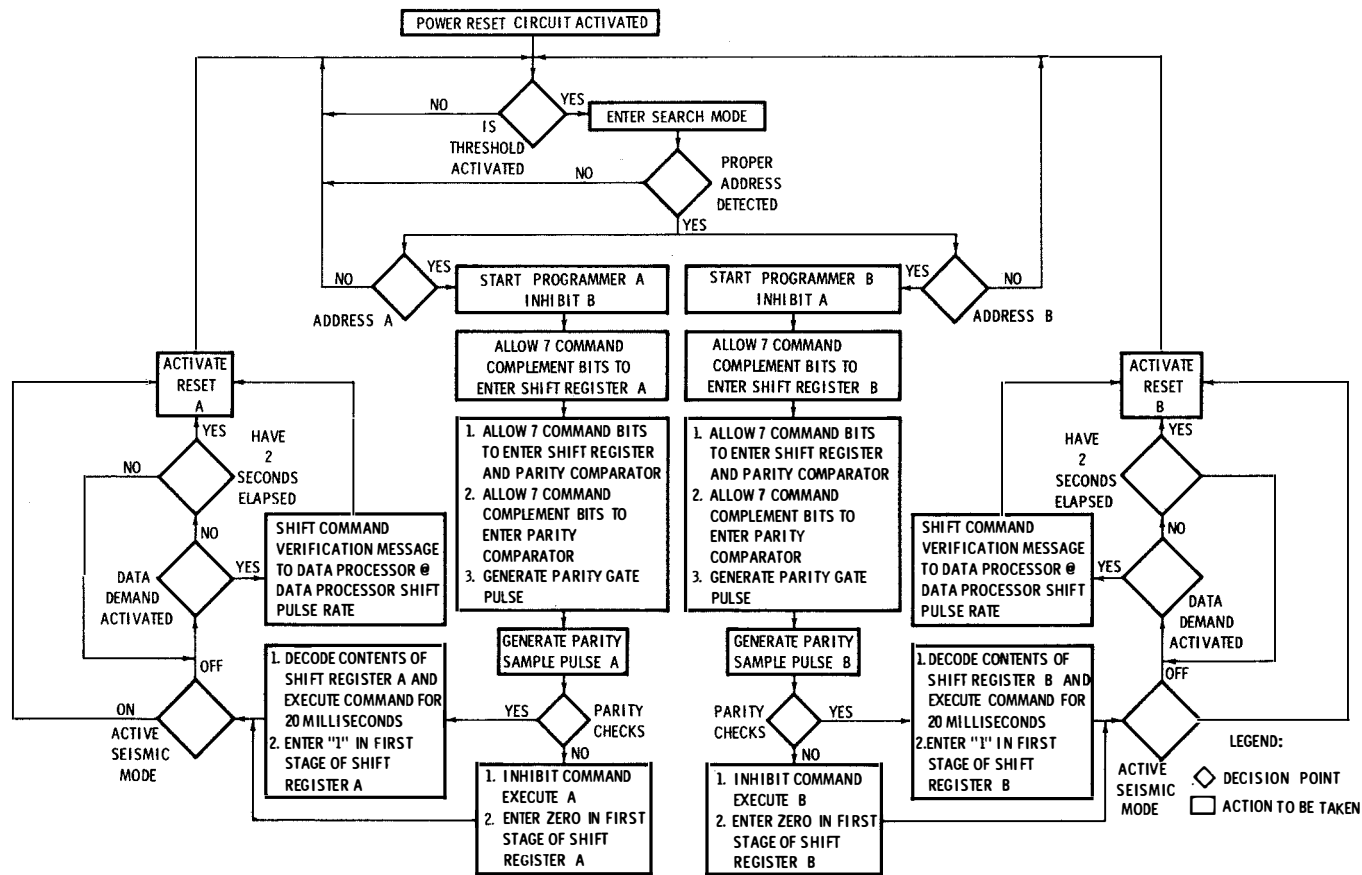 POWER RESET CIRCUIT ACTIVATED
NO
YES
IS
THRESHOLD
ACTIVATED
ENTER SEARCH MODE
NO
PROPER
ADDRESS
DETECTED
YES
NO
YES
ADDRESS A
START PROGRAMMER A
INHIBIT B
START PROGRAMMER B
INHIBIT A
YES
NO
ADDRESS B
ALLOW 7 COMMAND
COMPLEMENT BITS TO
ENTER SHIFT REGISTER A
ALLOW 7 COMMAND
COMPLEMENT BITS TO
ENTER SHIFT REGISTER B
ACTIVATE
RESET
A
YES
NO
HAVE
2
SECONDS
ELAPSED
NO
DATA
DEMAND
ACTIVATED
YES
SHIFT COMMAND
VERIFICATION MESSAGE
TO DATA PROCESSOR @
DATA PROCESSOR SHIFT
PULSE RATE
OFF
ON
ACTIVE
SEISMIC
MODE
1. ALLOW 7 COMMAND BITS
TO ENTER SHIFT REGISTER
AND PARITY COMPARATOR
2. ALLOW 7 COMMAND
COMPLEMENT BITS TO
ENTER PARITY
COMPARATOR
3. GENERATE PARITY GATE
PULSE
1. ALLOW 7 COMMAND BITS
TO ENTER SHIFT REGISTER
AND PARITY COMPARATOR
2. ALLOW 7 COMMAND
COMPLEMENT BITS TO
ENTER PARITY
COMPARATOR
3. GENERATE PARITY GATE
PULSE
ACTIVATE
RESET
B
YES
HAVE
2
SECONDS
ELAPSED
NO
SHIFT COMMAND
VERIFICATION MESSAGE
TO DATA PROCESSOR @
DATA PROCESSOR SHIFT
PULSE RATE
YES
DATA
DEMAND
ACTIVATED
OFF
GENERATE PARITY
SAMPLE PULSE A
GENERATE PARITY
SAMPLE PULSE B
1. DECODE CONTENTS OF
SHIFT REGISTER A AND
EXECUTE COMMAND FOR
20 MILLISECONDS
2. ENTER "1" IN FIRST
STAGE OF SHIFT
REGISTER A
YES
PARITY
CHECKS
NO
PARITY
CHECKS
YES
NO
1. DECODE CONTENTS OF
SHIFT REGISTER B AND
EXECUTE COMMAND FOR
20 MILLISECONDS
2. ENTER "1" IN FIRST
STAGE OF SHIFT
REGISTER B
ACTIVE
SEISMIC
MODE
1. INHIBIT COMMAND
EXECUTE A
2. ENTER ZERO IN FIRST
STAGE OF SHIFT
REGISTER A
1. INHIBIT COMMAND
EXECUTE B
2. ENTER ZERO IN FIRST
STAGE OF SHIFT
REGISTER B
LEGEND:
DECISION POINT
ACTION TO BE TAKEN